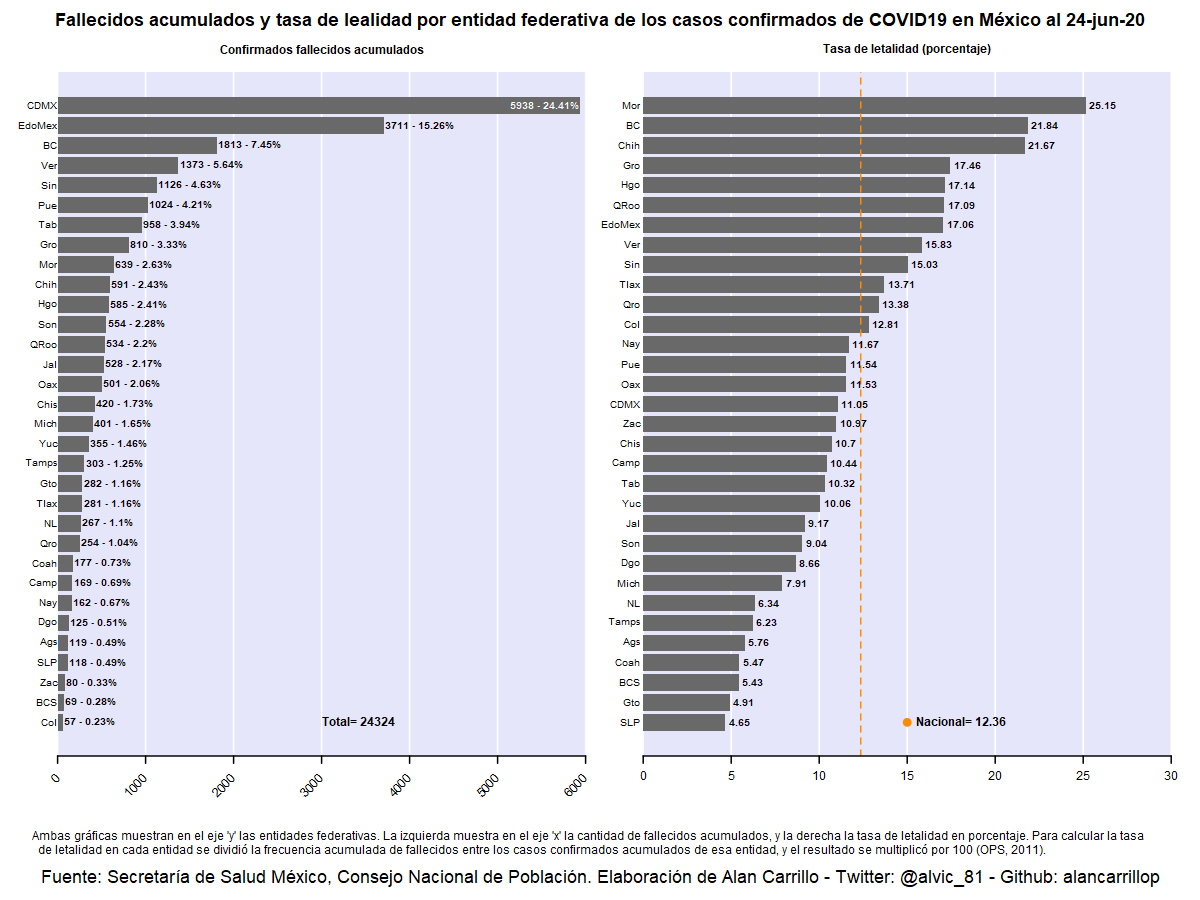 Fallecidos acumulados y tasa de lealidad por entidad federativa de los casos confirmados de COVID19 en México al 24-jun-20
Confirmados fallecidos acumulados
CDMX 5938 - 24.41%
EdoMex 3711 - 15.26%
BC 1813 - 7.45%
Ver 1373 - 5.64%
Sin 1126 - 4.63%
Pue 1024 - 4.21%
Tab 958 - 3.94%
Gro 810 - 3.33%
Mor 639 - 2.63%
Chih 591 - 2.43%
Hgo 585 - 2.41%
Son 554 - 2.28%
QRoo 534 - 2.2%
Jal 528 - 2.17%
Oax 501 - 2.06%
Chis 420 - 1.73%
Mich 401 - 1.65%
Yuc 355 - 1.46%
Tamps 303 - 1.25%
Gto 282 - 1.16%
Tlax 281 - 1.16%
NL 267 - 1.1%
Qro 254 - 1.04%
Coah 177 - 0.73%
Camp 169 - 0.69%
Nay 162 - 0.67%
Dgo 125 - 0.51%
Ags 119 - 0.49%
SLP 118 - 0.49%
Zac 80 - 0.33%
BCS 69 - 0.28%
Col 57 - 0.23%
Total= 24324
0 1000 2000 3000 4000 5000 6000
Tasa de letalidad (porcentaje)
Mor 25.15
BC 21.84
Chih 21.67
Gro 17.46
Hgo 17.14
QRoo 17.09
EdoMex 17.06
Ver 15.83
Sin 15.03
Tlax 13.71
Qro 13.38
Col 12.81
Nay 11.67
Pue 11.54
Oax 11.53
CDMX 11.05
Zac 10.97
Chis 10.7
Camp 10.44
Tab 10.32
Yuc 10.06
Jal 9.17
Son 9.04
Dgo 8.66
Mich 7.91
NL 6.34
Tamps 6.23
Ags 5.76
Coah 5.47
BCS 5.43
Gto 4.91
SLP 4.65
Nacional= 12.36
0 5 10 15 20 25 30
Ambas gráficas muestran en el eje 'y' las entidades federativas. La izquierda muestra en el eje 'x' la cantidad de fallecidos acumulados, y la derecha la tasa de letalidad en porcentaje. Para calcular la tasa
de letalidad en cada entidad se dividió la frecuencia acumulada de fallecidos entre los casos confirmados acumulados de esa entidad, y el resultado se multiplicó por 100 (OPS, 2011).
Fuente: Secretaría de Salud México, Consejo Nacional de Población. Elaboración de Alan Carrillo - Twitter: @alvic_81 - Github: alancarrillop